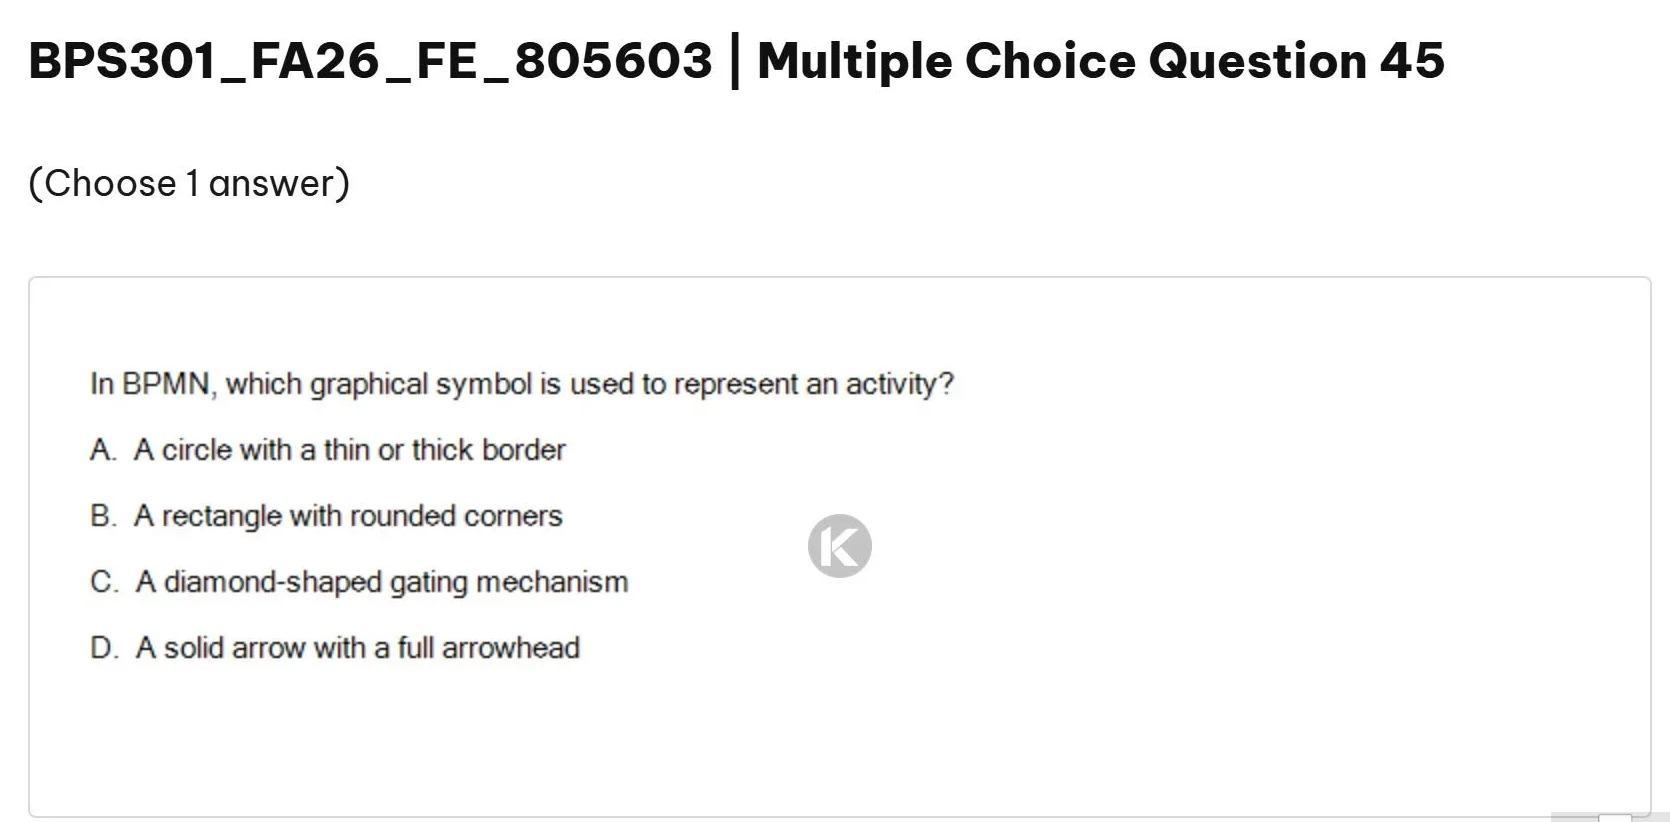 BPS301_FA26_FE_805603 | Multiple Choice Question 45
(Choose 1 answer)
In BPMN, which graphical symbol is used to represent an activity?
A. A circle with a thin or thick border
B. A rectangle with rounded corners
C. A diamond-shaped gating mechanism
D. A solid arrow with a full arrowhead
K